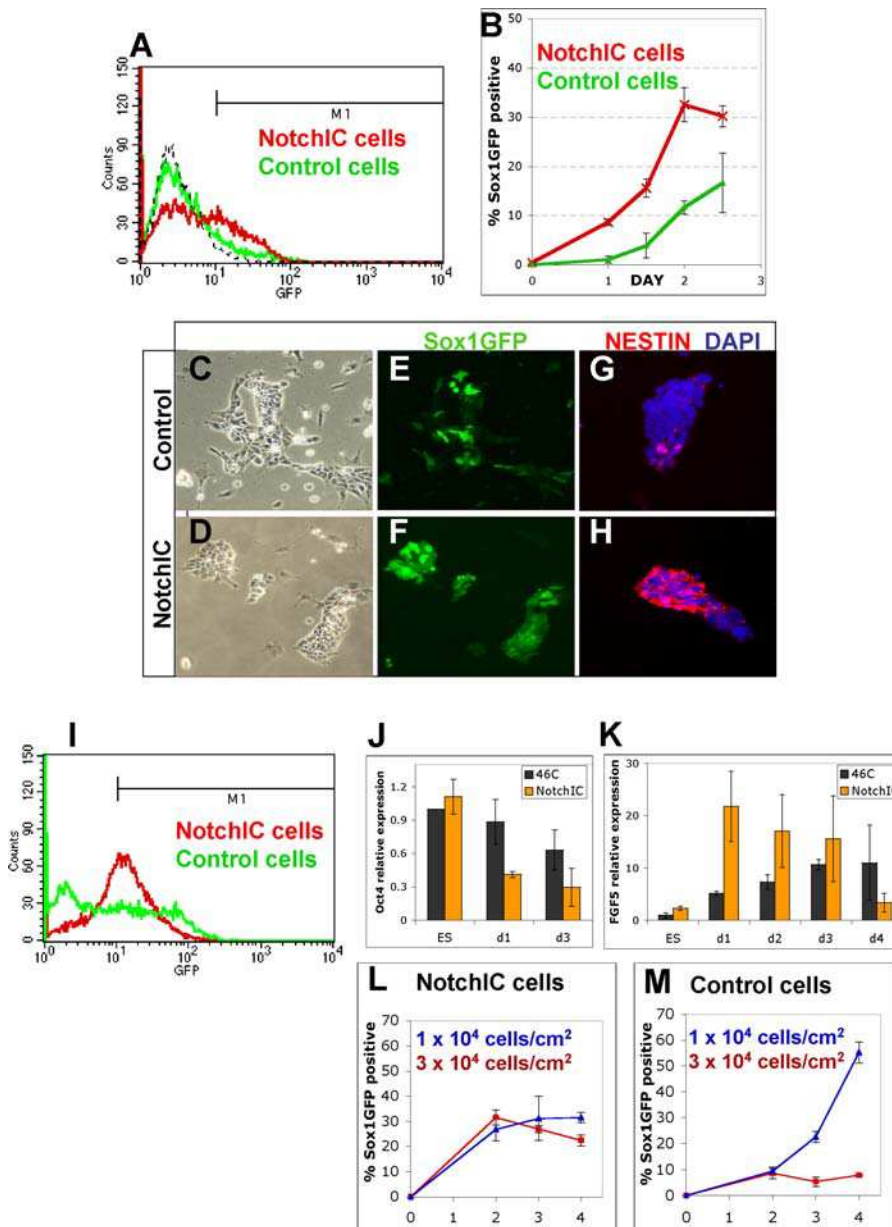 A
150
120
90
60
30
0
Counts
M1
NotchIC cells
Control cells
10^0 10^1 10^2 10^3 10^4
GFP
B
50
40
30
20
10
0
% Sox1GFP positive
NotchIC cells
Control cells
0 1 2 3
DAY
Sox1GFP NESTIN DAPI
Control
C E G
NotchIC
D F H
I
150
120
90
60
30
0
Counts
M1
NotchIC cells
Control cells
10^0 10^1 10^2 10^3 10^4
GFP
J
Oct4 relative expression
1.2
0.9
0.6
0.3
0
46C
NotchIC
ES d1 d3
K
FGF5 relative expression
30
20
10
0
46C
NotchIC
ES d1 d2 d3 d4
L NotchIC cells
1 x 10^4 cells/cm^2
3 x 10^4 cells/cm^2
% Sox1GFP positive
70
60
50
40
30
20
10
0
0 1 2 3 4
M Control cells
1 x 10^4 cells/cm^2
3 x 10^4 cells/cm^2
% Sox1GFP positive
70
60
50
40
30
20
10
0
0 1 2 3 4